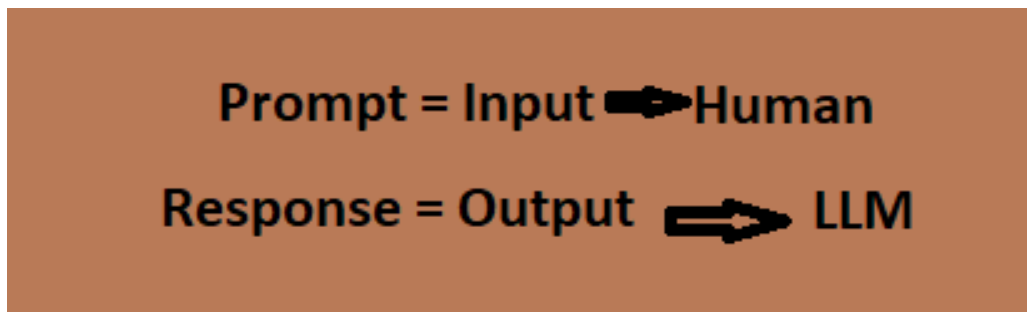 Prompt = Input Human
Response = Output LLM